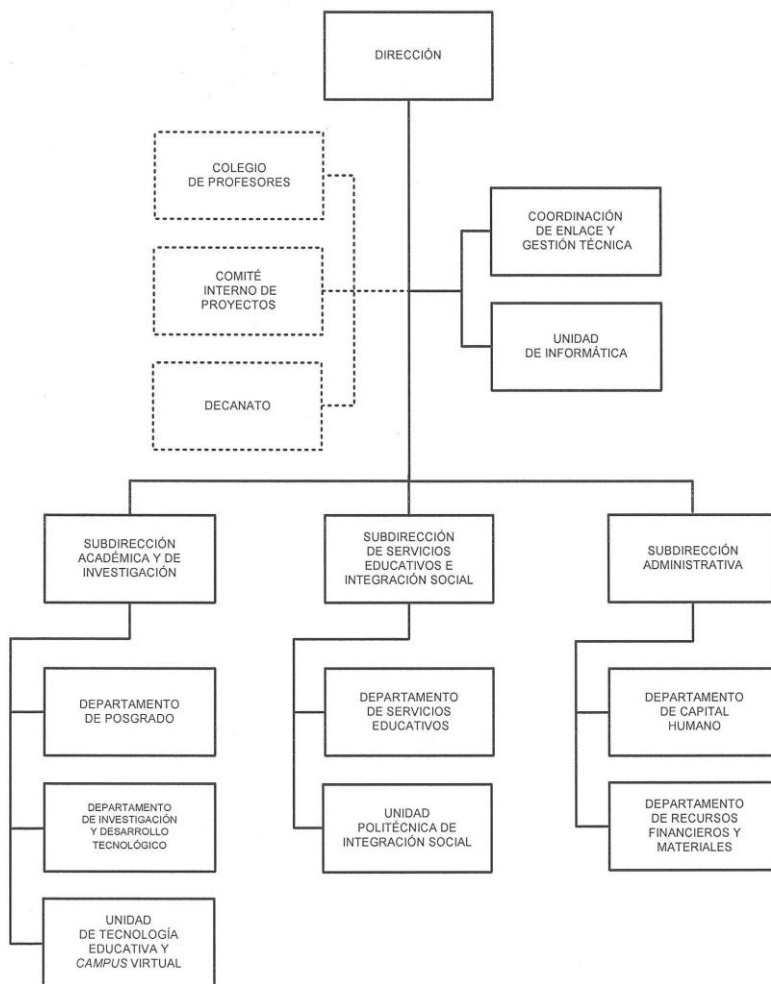 DIRECCIÓN
COLEGIO
DE PROFESORES
COORDINACIÓN
DE ENLACE Y
GESTIÓN TÉCNICA
COMITÉ
INTERNO DE
PROYECTOS
UNIDAD
DE INFORMÁTICA
DECANATO
SUBDIRECCIÓN
ACADÉMICA Y DE
INVESTIGACIÓN
SUBDIRECCIÓN
DE SERVICIOS
EDUCATIVOS E
INTEGRACIÓN SOCIAL
SUBDIRECCIÓN
ADMINISTRATIVA
DEPARTAMENTO
DE POSGRADO
DEPARTAMENTO
DE SERVICIOS
EDUCATIVOS
DEPARTAMENTO
DE CAPITAL
HUMANO
DEPARTAMENTO
DE INVESTIGACIÓN
Y DESARROLLO
TECNOLÓGICO
UNIDAD
POLITÉCNICA DE
INTEGRACIÓN SOCIAL
DEPARTAMENTO
DE RECURSOS
FINANCIEROS Y
MATERIALES
UNIDAD
DE TECNOLOGÍA
EDUCATIVA Y
CAMPUS VIRTUAL